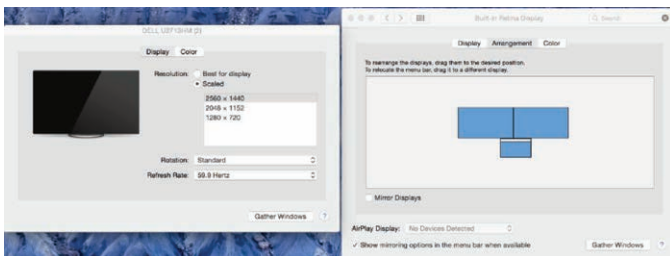 DELL U2713HM (2)
Display Color
Resolution: Best for display
Scaled
2560 × 1440
2048 × 1152
1280 × 720
Rotation: Standard
Refresh Rate: 59.9 Hertz
Gather Windows ?
Built-in Retina Display
Search
Display Arrangement Color
To rearrange the displays, drag them to the desired position.
To relocate the menu bar, drag it to a different display.
Mirror Displays
AirPlay Display: No Devices Detected
Show mirroring options in the menu bar when available
Gather Windows ?